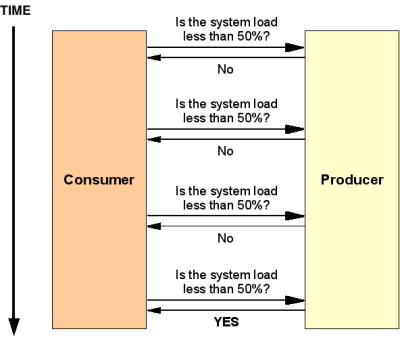 TIME
Is the system load
less than 50%?
No
Is the system load
less than 50%?
No
Consumer
Producer
Is the system load
less than 50%?
No
Is the system load
less than 50%?
YES